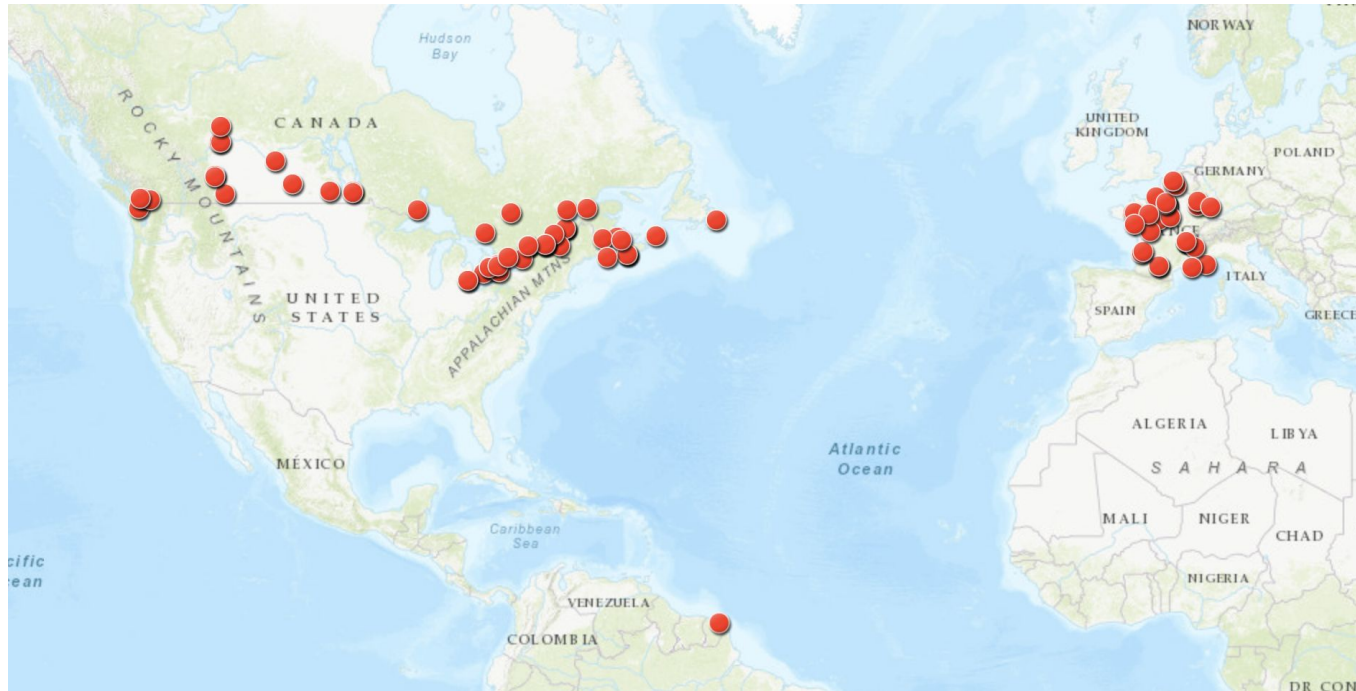 Hudson
Bay
NORWAY
ROCKY MOUNTAINS
CANADA
UNITED
KINGDOM
POLAND
GERMANY
UNITED
STATES
APPALACHIAN MTNS
ITALY
SPAIN
GREECE
ALGERIA
LIBYA
Atlantic
Ocean
SAHARA
MÉXICO
MALI
NIGER
CHAD
Caribbean
Sea
cific
ean
NIGERIA
VENEZUELA
COLOMBIA
DR CON